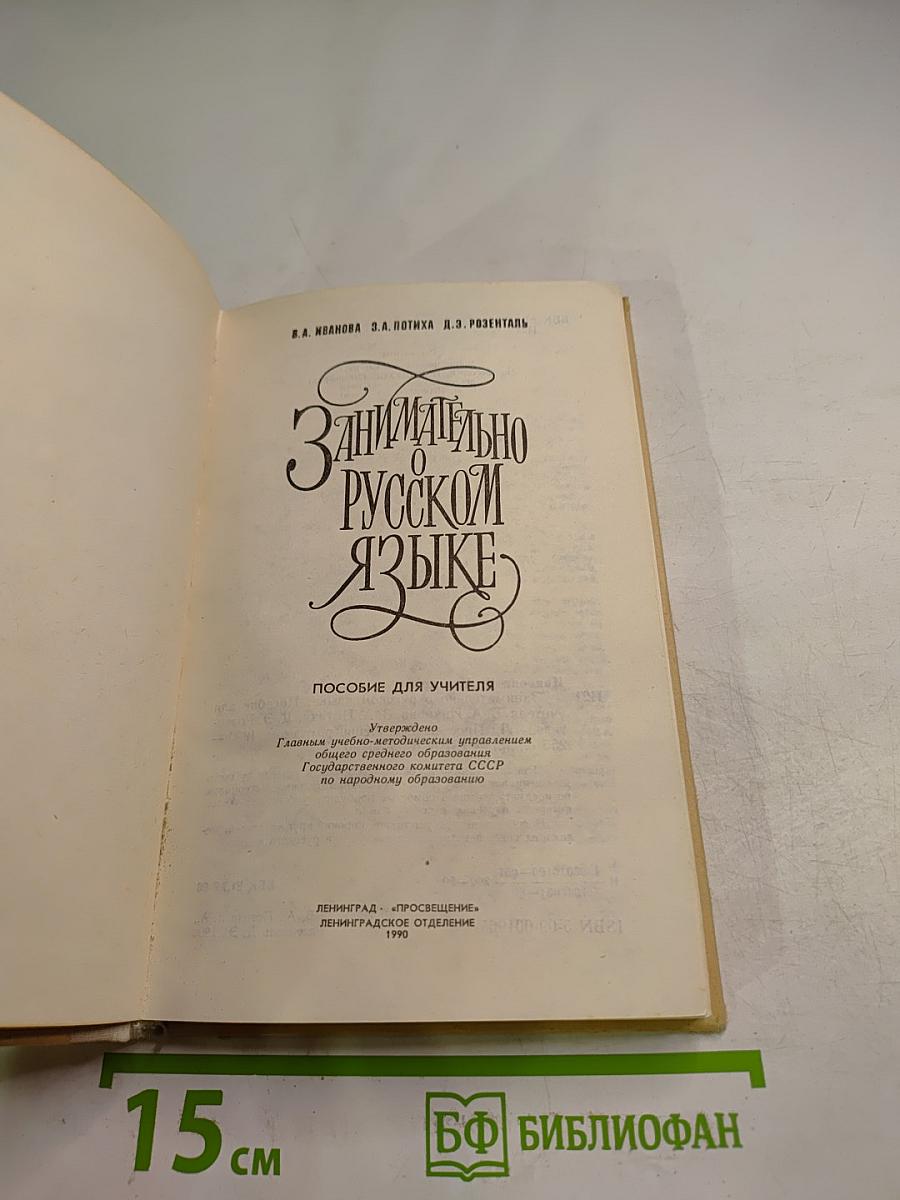 В.А. ИВАНОВА З.А. ПОТИХА Д.Э. РОЗЕНТАЛЬ
ЗАНИМАТЕЛЬНО
О
РУССКОМ
ЯЗЫКЕ
ПОСОБИЕ ДЛЯ УЧИТЕЛЯ
Утверждено
Главным учебно-методическим управлением
общего среднего образования
Государственного комитета СССР
по народному образованию
ЛЕНИНГРАД · «ПРОСВЕЩЕНИЕ»
ЛЕНИНГРАДСКОЕ ОТДЕЛЕНИЕ
1990
15 см
БФ БИБЛИОФАН